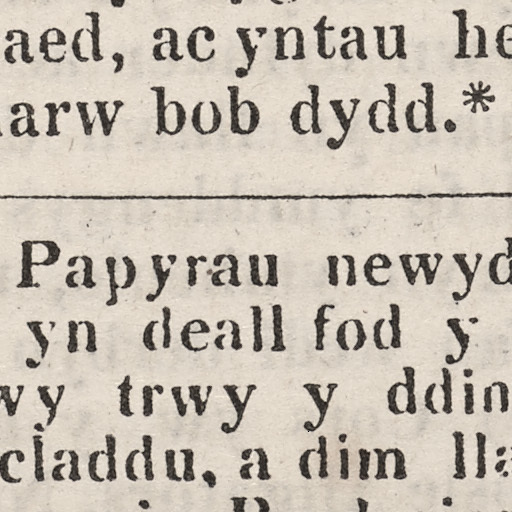 aed, ac yntau he
arw bob dydd.*
Papyrau newyd
yn deall fod y
wy trwy y ddin
claddu, a dim lla